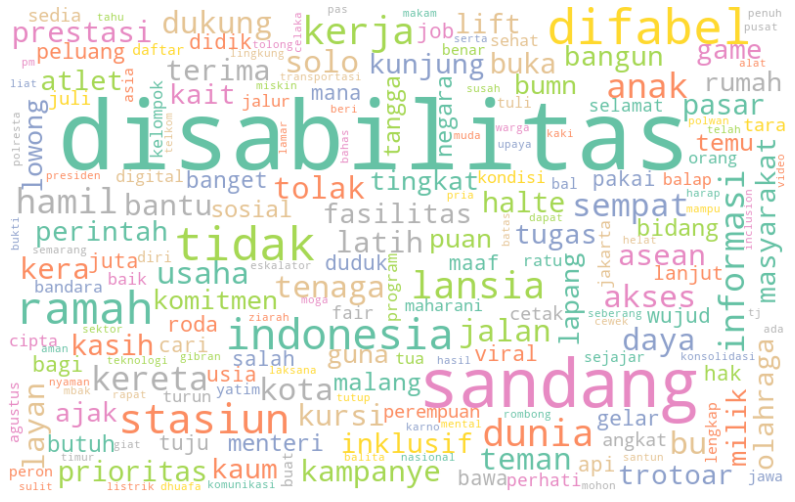 sedia
tahu
pas
makam
serta
penuh
pusat
prestasi
dukung
kerja
job
lift
sehat
difabel
peluang
daftar
didik
tolong
celaka
lingkung
benar
bangun
game
alat
pm
asia
terima
solo
kunjung
buka
bumn
rumah
liat
atlet
kait
transportasi
miskin
mana
susah
anak
juli
jalur
beri
tangga
negara
tuli
selamat
pasar
lowong
kelompok
telkom
lamar
disabilitas
muda
warga
kaki
polwan
telah
tara
polresta
bahas
upaya
orang
temu
presiden
digital
banget
tolak
tingkat
kondisi
bal
pakai
balap
harap
video
hamil
bantu
sosial
fasilitas
pria
halte
dapat
sempat
mampu
informasi
masyarakat
inclusion
bukti
perintah
tidak
latih
puan
batas
tugas
helat
bidang
semarang
juta
diri
eskalator
duduk
maaf
ratu
jakarta
asean
kera
bandara
baik
usaha
tenaga
program
lansia
lapang
akses
lanjut
ramah
komitmen
moga
ziarah
fair
maharani
cetak
seberang
cewek
wujud
tj
cipta
sektor
roda
indonesia
jalan
daya
ada
aman
kasih
cari
gibran
salah
guna
tua
viral
sejajar
konsolidasi
bagi
teknologi
usia
laksana
hasil
nyaman
kereta
yatim
kota
malang
sandang
hak
agustus
mbak
rapat
turun
tutup
layan
ajak
stasiun
kursi
karno
perempuan
rombong
gelar
milik
olahraga
butuh
giat
tuju
menteri
inklusif
mental
dunia
angkat
bu
lengkap
peron
timur
buat
balita
nasional
teman
santun
api
prioritas
kaum
kampanye
bawa
perhati
trotoar
jawa
sulit
listrik
dhuafa
komunikasi
mohon